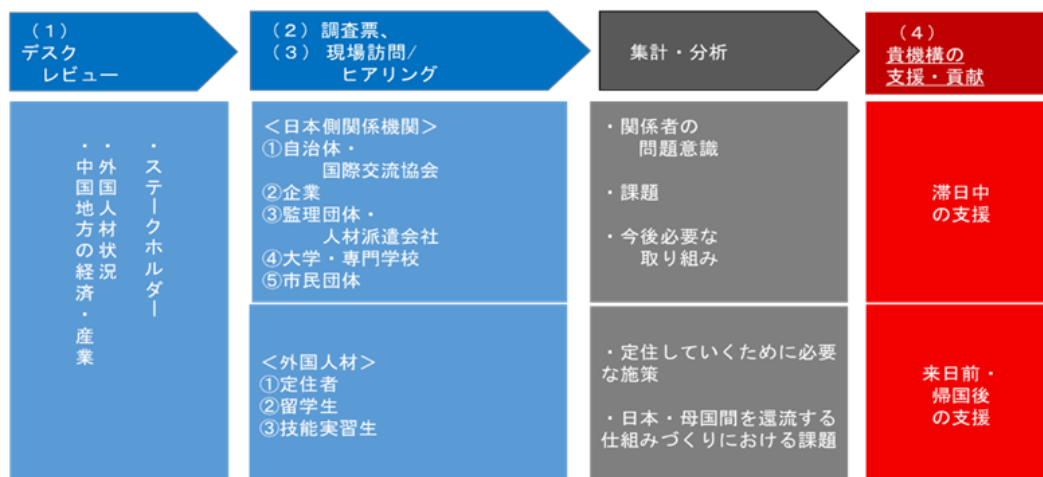 （1）
デスク
レビュー
（2）調査票、
（3）現場訪問/
ヒアリング
集計・分析
（4）
貴機構の
支援・貢献
・ステークホルダー
・外国人材状況
・中国地方の経済・産業
＜日本側関係機関＞
①自治体・
国際交流協会
②企業
③監理団体・
人材派遣会社
④大学・専門学校
⑤市民団体
＜外国人材＞
①定住者
②留学生
③技能実習生
・関係者の
問題意識
・課題
・今後必要な
取り組み
・定住していくために必要
な施策
・日本・母国間を還流する
仕組みづくりにおける課題
滞日中
の支援
来日前・
帰国後
の支援